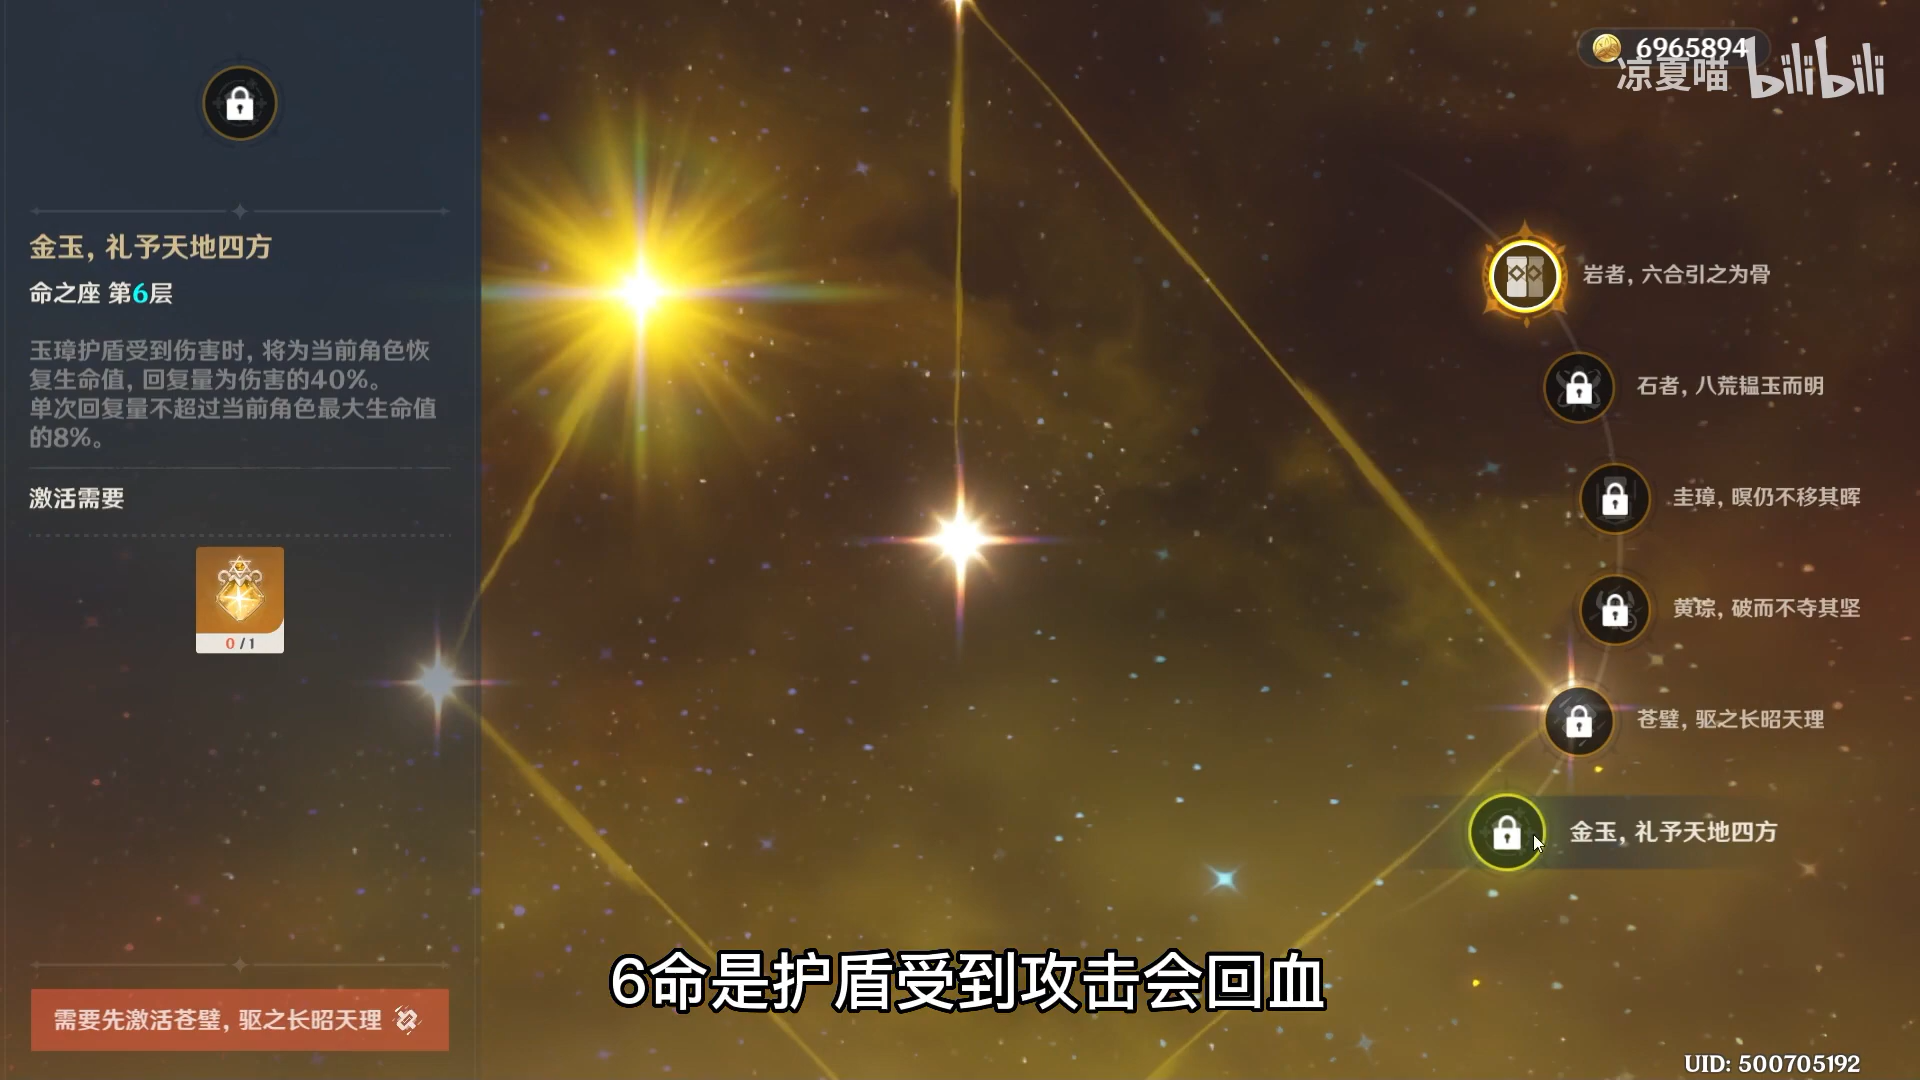 6965894
凉夏喵 bilibili
金玉，礼予天地四方
命之座 第6层
玉璋护盾受到伤害时，将为当前角色恢
复生命值，回复量为伤害的40%。
单次回复量不超过当前角色最大生命值
的8%。
激活需要
0/1
需要先激活苍璧，驱之长昭天理
岩者，六合引之为骨
石者，八荒韫玉而明
圭璋，暝仍不移其晖
黄琮，破而不夺其坚
苍璧，驱之长昭天理
金玉，礼予天地四方
6命是护盾受到攻击会回血
UID: 500705192